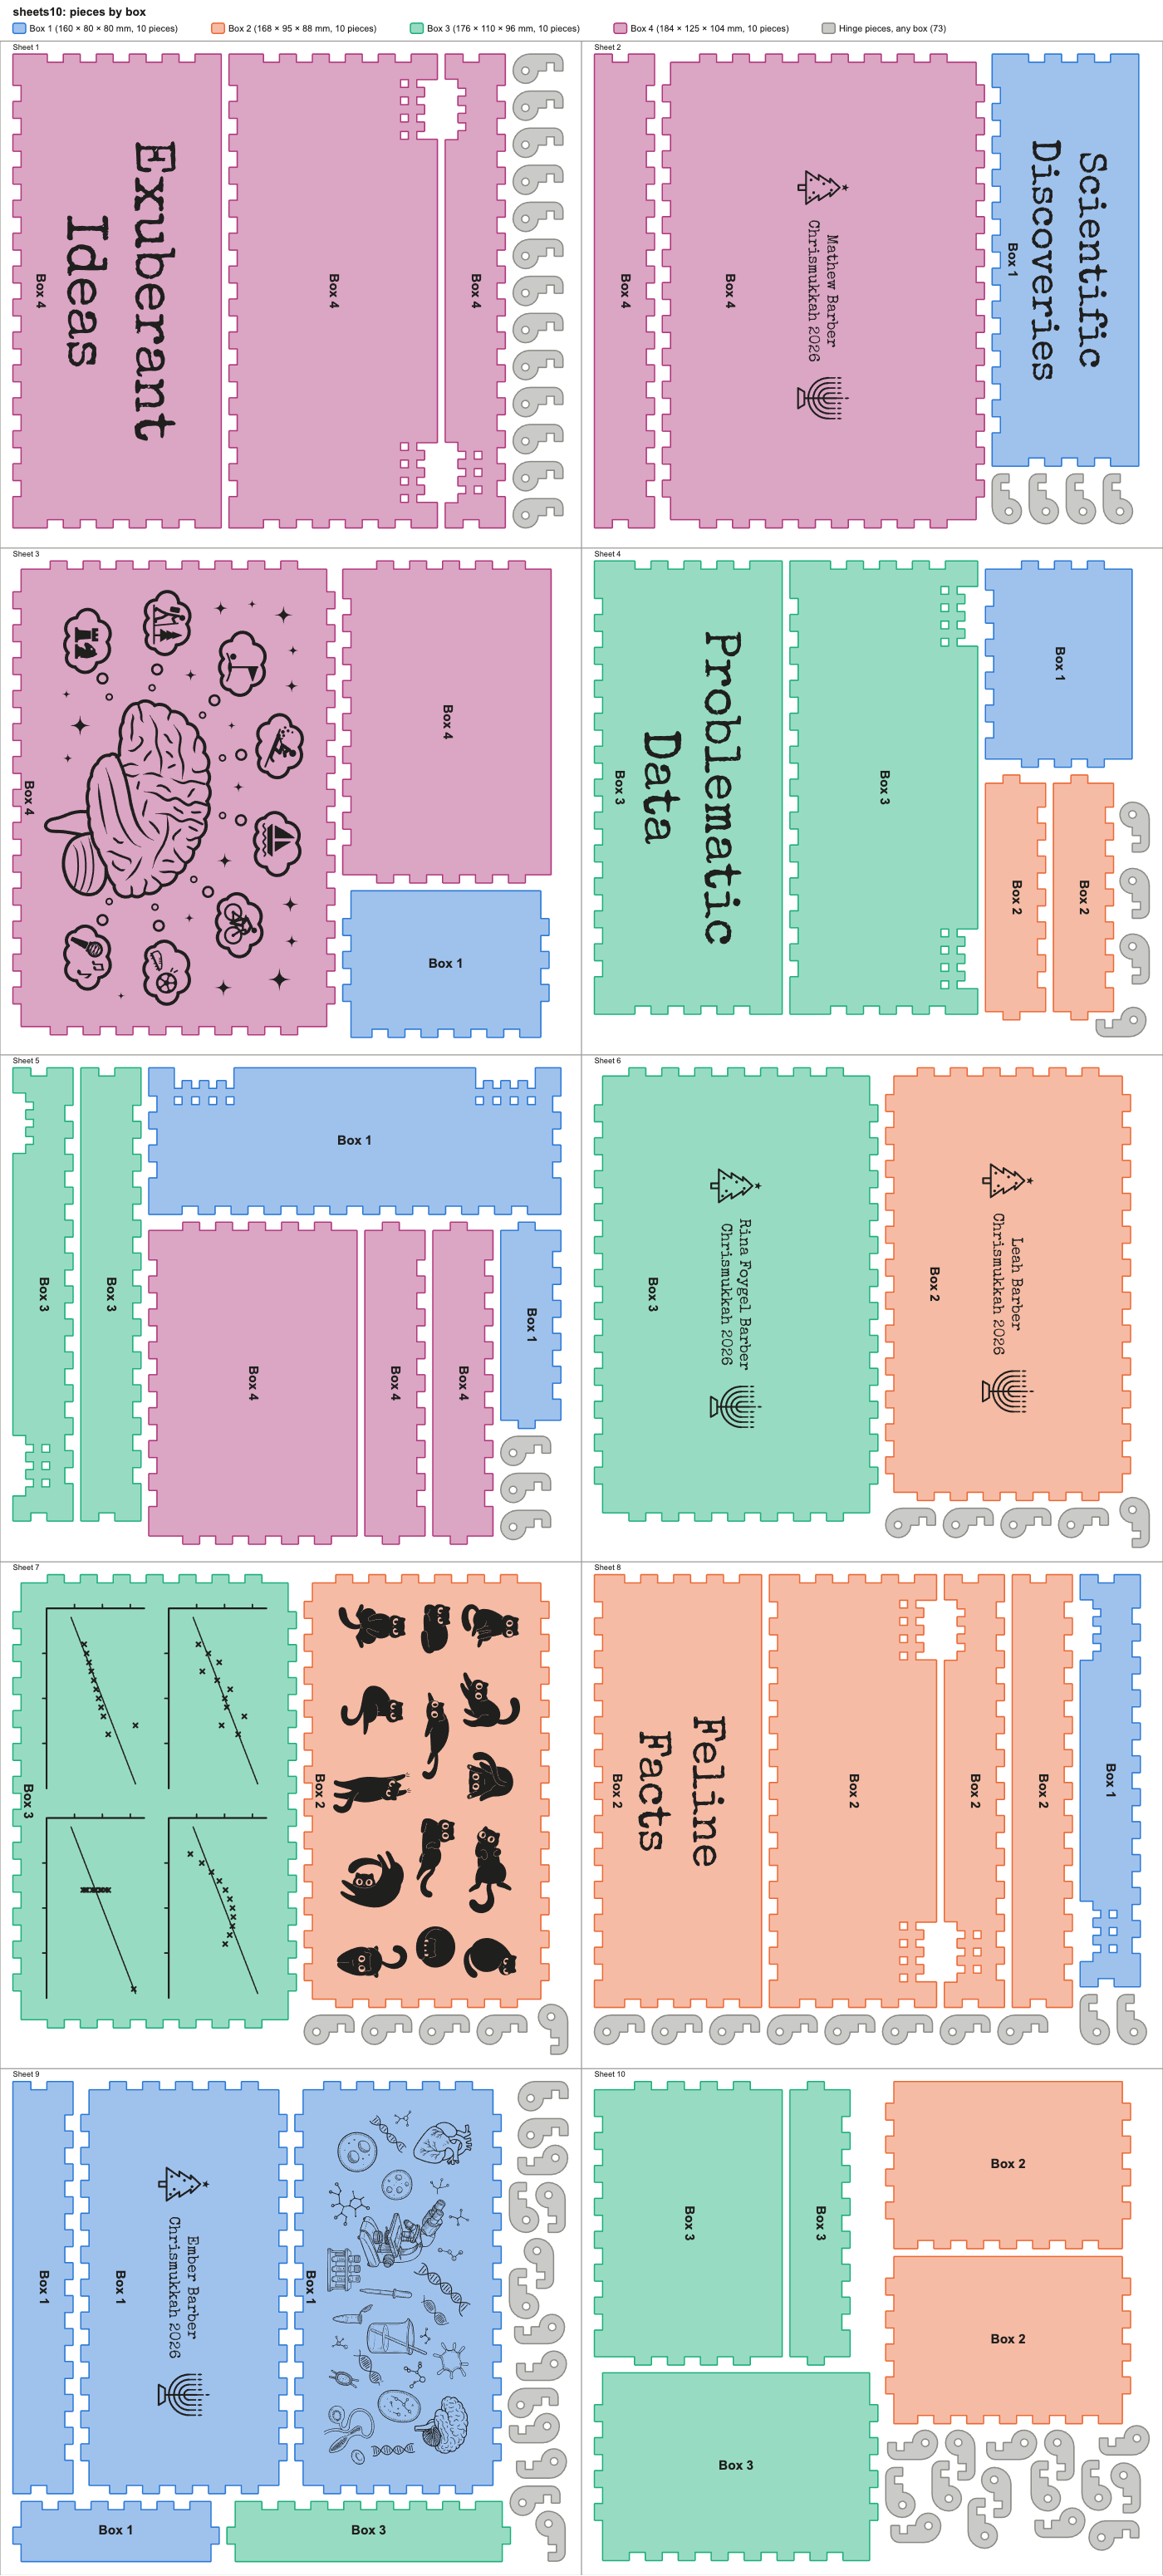 sheets10: pieces by box
Box 1 (160 × 80 × 80 mm, 10 pieces)
Box 2 (168 × 95 × 88 mm, 10 pieces)
Box 3 (176 × 110 × 96 mm, 10 pieces)
Box 4 (184 × 125 × 104 mm, 10 pieces)
Hinge pieces, any box (73)
Sheet 1
Exuberant
Ideas
Box 4
Box 4
Box 4
Sheet 2
Box 4
Box 4
Mathew Barber
Chrismukkah 2026
Scientific
Discoveries
Box 1
Sheet 3
Box 4
Box 4
Box 1
Sheet 4
Problematic
Data
Box 3
Box 3
Box 1
Box 2
Box 2
Sheet 5
Box 3
Box 3
Box 1
Box 4
Box 4
Box 4
Box 1
Sheet 6
Rina Foygel Barber
Chrismukkah 2026
Box 3
Leah Barber
Chrismukkah 2026
Box 2
Sheet 7
Box 3
Box 2
Sheet 8
Feline
Facts
Box 2
Box 2
Box 2
Box 2
Box 1
Sheet 9
Box 1
Ember Barber
Chrismukkah 2026
Box 1
Box 1
Box 1
Box 3
Sheet 10
Box 3
Box 3
Box 2
Box 2
Box 3